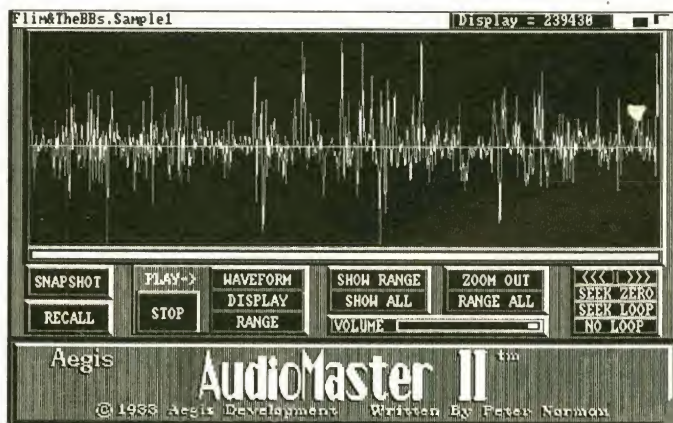 Flim&TheBBs.Sample1 Display = 239430
SNAPSHOT PLAY-> WAVEFORM SHOW RANGE ZOOM OUT <<< | >>>
DISPLAY SHOW ALL RANGE ALL SEEK ZERO
RECALL STOP RANGE VOLUME SEEK LOOP
NO LOOP
Aegis
AudioMaster II tm
© 1988 Aegis Development Written By Peter Norman